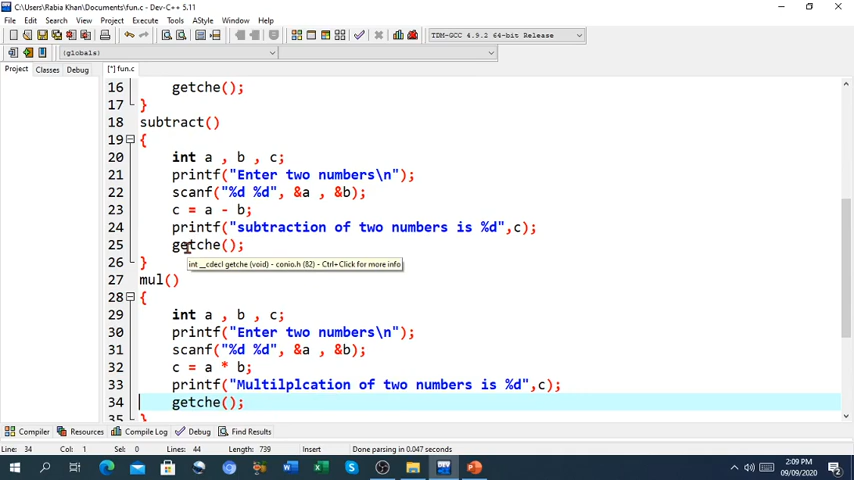 C:\Users\Rabia Khan\Documents\fun.c - Dev-C++ 5.11
File Edit Search View Project Execute Tools AStyle Window Help
TDM-GCC 4.9.2 64-bit Release
(globals)
Project Classes Debug [*] fun.c
16 getche();
17 }
18 subtract()
19 {
20 int a , b , c;
21 printf("Enter two numbers\n");
22 scanf("%d %d", &a , &b);
23 c = a - b;
24 printf("subtraction of two numbers is %d",c);
25 getche();
26 }
int __cdecl getche (void) - conio.h (82) - Ctrl+Click for more info
27 mul()
28 {
29 int a , b , c;
30 printf("Enter two numbers\n");
31 scanf("%d %d", &a , &b);
32 c = a * b;
33 printf("Multilplcation of two numbers is %d",c);
34 getche();
35 }
Compiler Resources Compile Log Debug Find Results
Line: 34 Col: 1 Sel: 0 Lines: 44 Length: 739 Insert Done parsing in 0.047 seconds
2:09 PM
09/09/2020
2